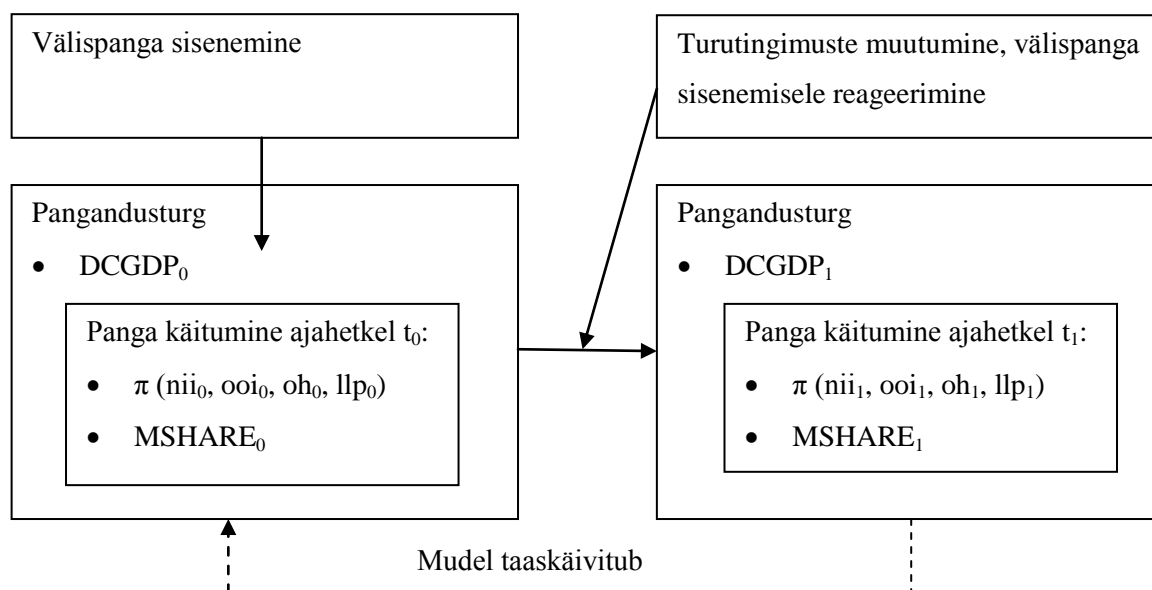 Välispanga sisenemine
Turutingimuste muutumine, välispanga
sisenemisele reageerimine
Pangandusturg
• DCGDP₀
Panga käitumine ajahetkel t₀:
• π (nii₀, ooi₀, oh₀, llp₀)
• MSHARE₀
Pangandusturg
• DCGDP₁
Panga käitumine ajahetkel t₁:
• π (nii₁, ooi₁, oh₁, llp₁)
• MSHARE₁
Mudel taaskäivitub